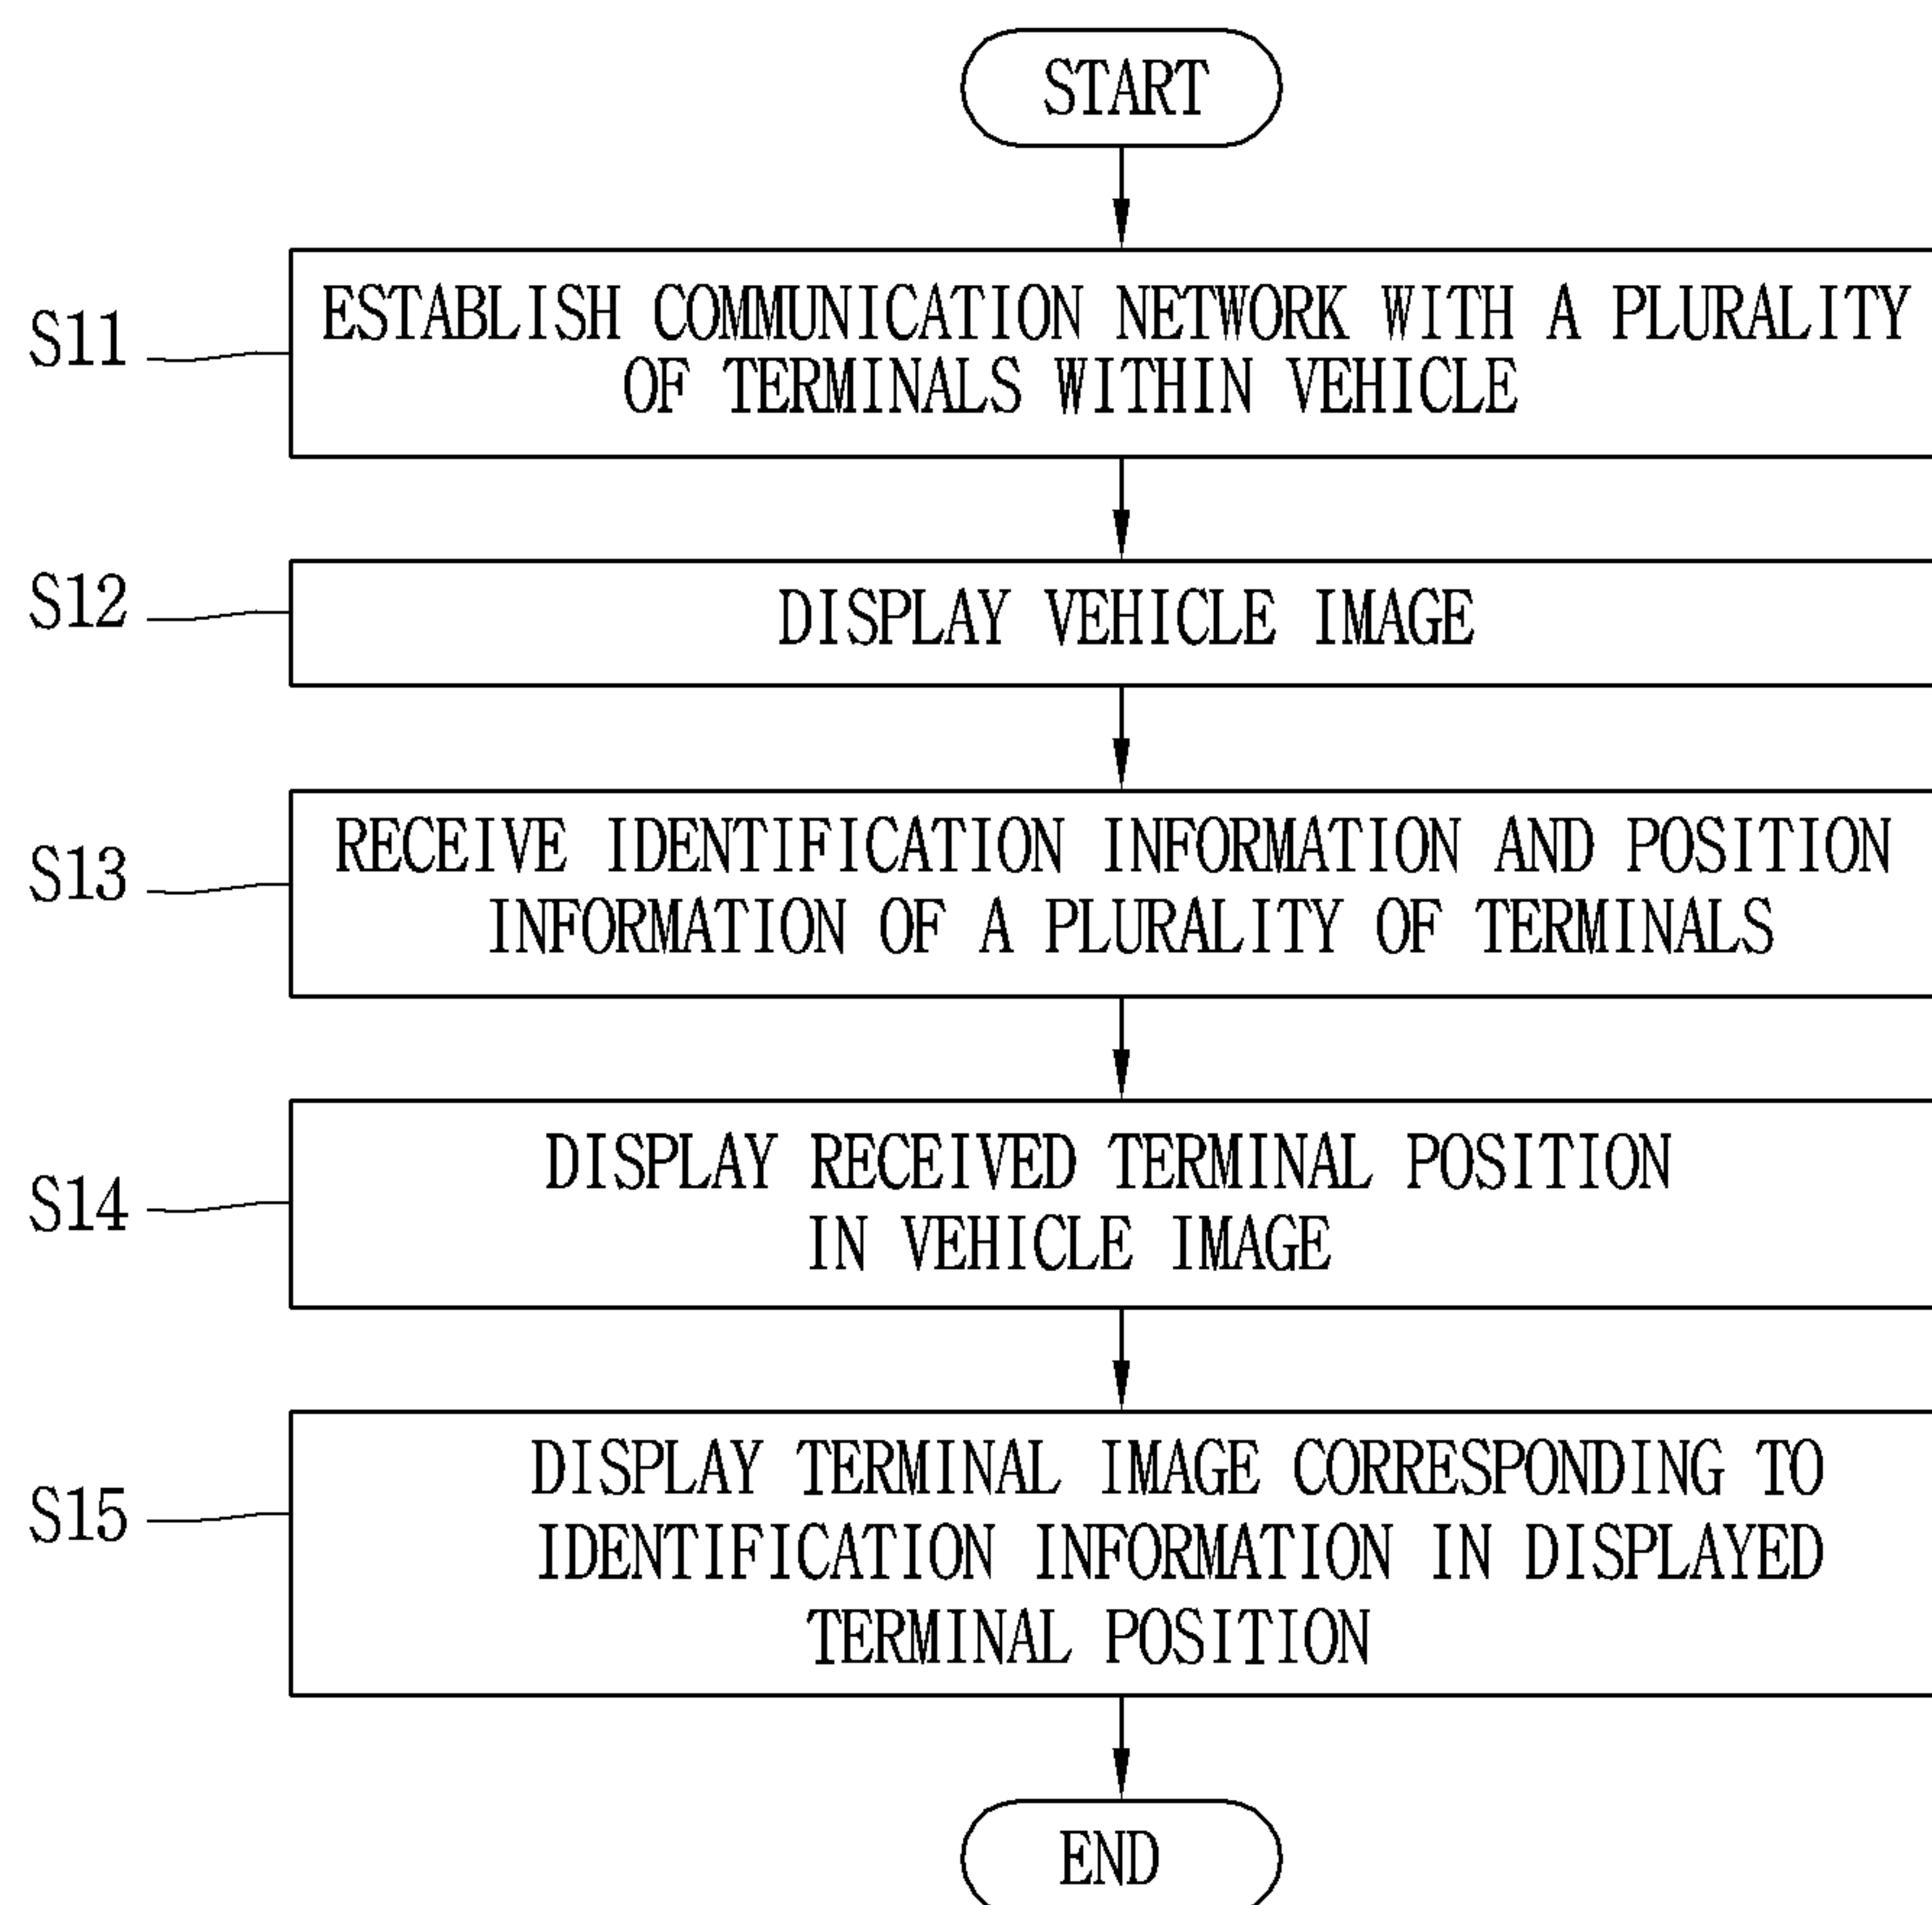 START
S11
ESTABLISH COMMUNICATION NETWORK WITH A PLURALITY
OF TERMINALS WITHIN VEHICLE
S12
DISPLAY VEHICLE IMAGE
S13
RECEIVE IDENTIFICATION INFORMATION AND POSITION
INFORMATION OF A PLURALITY OF TERMINALS
S14
DISPLAY RECEIVED TERMINAL POSITION
IN VEHICLE IMAGE
S15
DISPLAY TERMINAL IMAGE CORRESPONDING TO
IDENTIFICATION INFORMATION IN DISPLAYED
TERMINAL POSITION
END